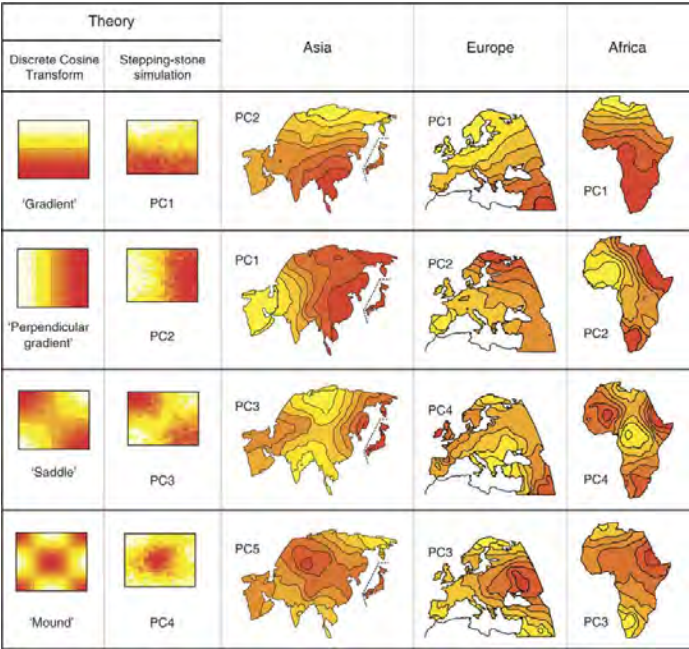 Theory
Discrete Cosine
Transform
Stepping-stone
simulation
Asia
Europe
Africa
'Gradient'
PC1
PC2
PC1
PC1
'Perpendicular
gradient'
PC2
PC1
PC2
PC2
'Saddle'
PC3
PC3
PC4
PC4
'Mound'
PC4
PC5
PC3
PC3